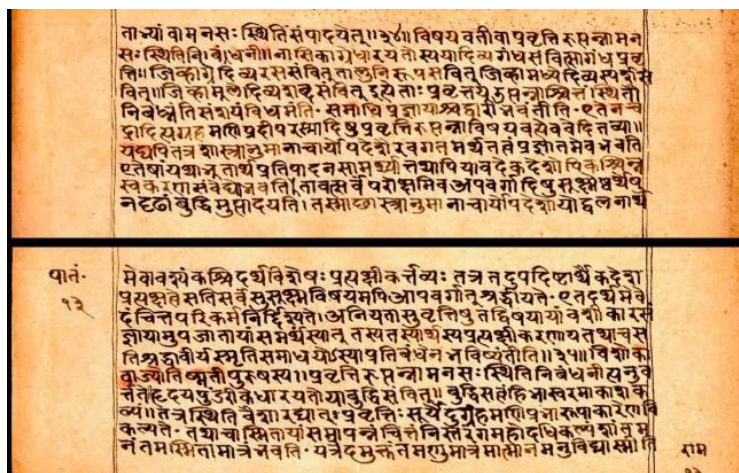 ताभ्यां वा मनसः स्थितिं संपादयेत्॥३४॥ विषयवती वा प्रवृत्तिरुत्पन्ना मन
सः स्थितिनिबंधनी॥ नासिकाग्रे धारयतोस्य या दिव्यगंधसंवित्सा गंधप्रवृ
त्तिः॥ जिव्हाग्रे दिव्यरससंवित् तालुनि रूपसंवित् जिव्हामध्ये दिव्यस्पर्शसं
वित्॥ जिव्हामूले दिव्यशब्दसंवित् इत्येताः प्रवृत्तय उत्पन्नाश्चित्तं स्थितौ
निबध्नंति संशयं विधमंति. समाधिप्रज्ञायाश्च द्वारीभवंतीति. एतेन चं
द्रादित्यग्रहमणिप्रदीपरस्मादिषु प्रवृत्तिरुत्पन्ना विषयवत्येव वेदितव्या॥
यद्यपि तत्र शास्त्रानुमानाचार्योपदेशैरवगतमर्थतत्वं प्रज्ञातमेव भवति
एतेषां यथाभूतार्थप्रतिपादनसामर्थ्यात् तथापि यावदेकदेशोपि कश्चिन्न
स्वकरणसंवेद्यो भवति। तावत्सर्वं परोक्षमिव अपवर्गादिषु सूक्ष्मेष्वर्थेषु
न दृढां बुद्धिमुत्पादयति। तस्माछास्त्रानुमानाचार्योपदेशोपोद्वलनार्थ
पातं.
१३
मेवावश्यं कश्चिदर्थविशेषः प्रत्यक्षीकर्त्तव्यः तत्र तदुपदिष्टार्थैकदेश
प्रत्यक्षत्वे सति सर्वं सुसूक्ष्मविषयमपि आपवर्गात् श्रद्धीयते. एतदर्थमेवे
दं चित्तपरिकर्म निर्द्दिश्यते। अनियतासु वृत्तिषु तद्विषयायां वशीकारसं
ज्ञायामुपजातायां समर्थं स्यात् तस्य तस्यार्थस्य प्रत्यक्षीकरणाय तथा च स
ति श्रद्धावीर्यस्मृतिसमाधयोऽस्याप्रतिबंधेन भविष्यंतीति॥३५॥ विशोका
वा ज्योतिष्मती पुरुषस्य॥ प्रवृत्तिरुत्पन्ना मनसः स्थितिनिबंधनीत्यनुव
र्त्तते हृदयपुंडरीके धारयतो या बुद्धिसंवित्॥ बुद्धिसत्वं हि भास्वरमाकाशक
ल्पं॥ तत्र स्थितिवैशारद्यात् प्रवृत्तिः सूर्येंदुग्रहमणिप्रभारूपाकारेण वि
कल्पते. तथा चास्मितायां समापन्नं चित्तं निस्तरंगमहोदधिकल्पं शांतम
नंतमस्मितामात्रं भवति. यत्रेदमुक्तं तमणुमात्रमात्मानमनुविद्यास्मीति
राम